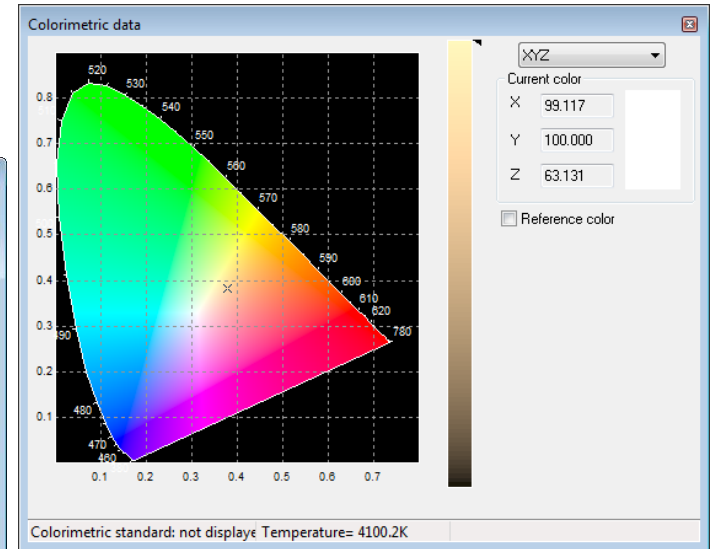 Colorimetric data
520
530
540
550
560
570
580
590
600
610
620
780
490
480
470
460
0.8
0.7
0.6
0.5
0.4
0.3
0.2
0.1
0.1 0.2 0.3 0.4 0.5 0.6 0.7
XYZ
Current color
X 99.117
Y 100.000
Z 63.131
Reference color
Colorimetric standard: not displaye Temperature= 4100.2K